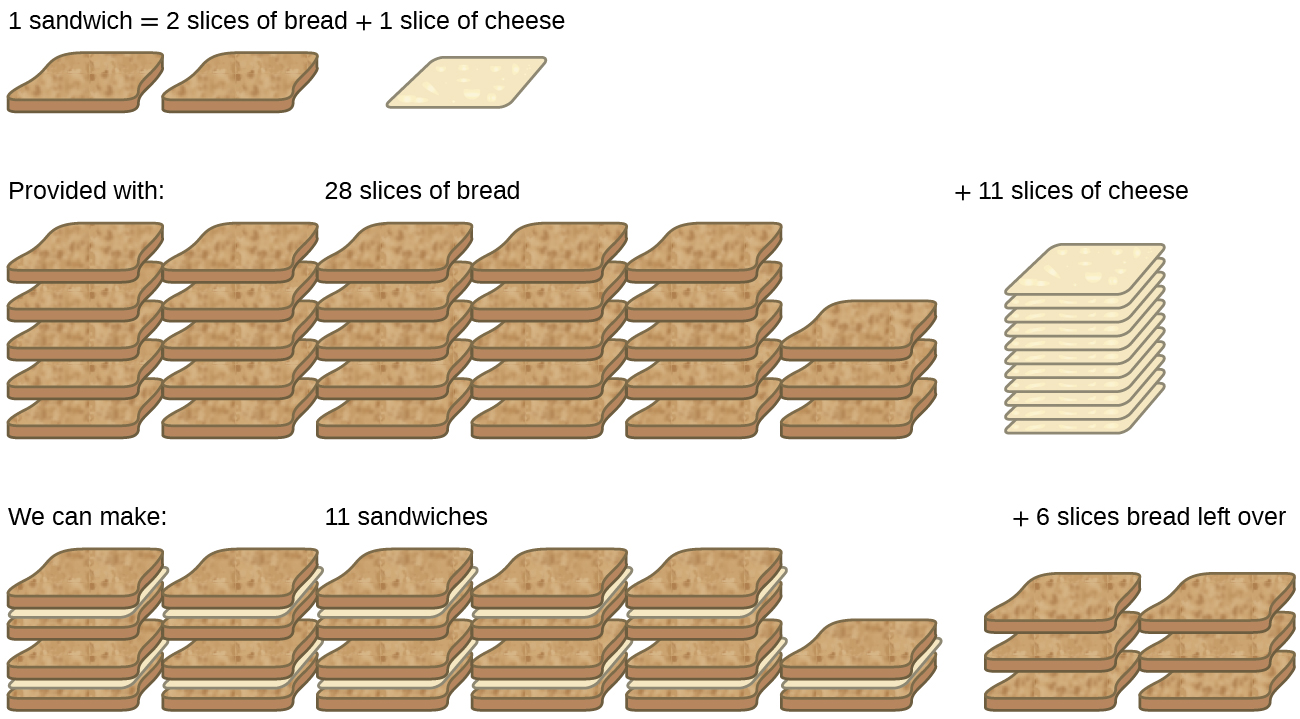 1 sandwich = 2 slices of bread + 1 slice of cheese
Provided with: 28 slices of bread + 11 slices of cheese
We can make: 11 sandwiches + 6 slices bread left over